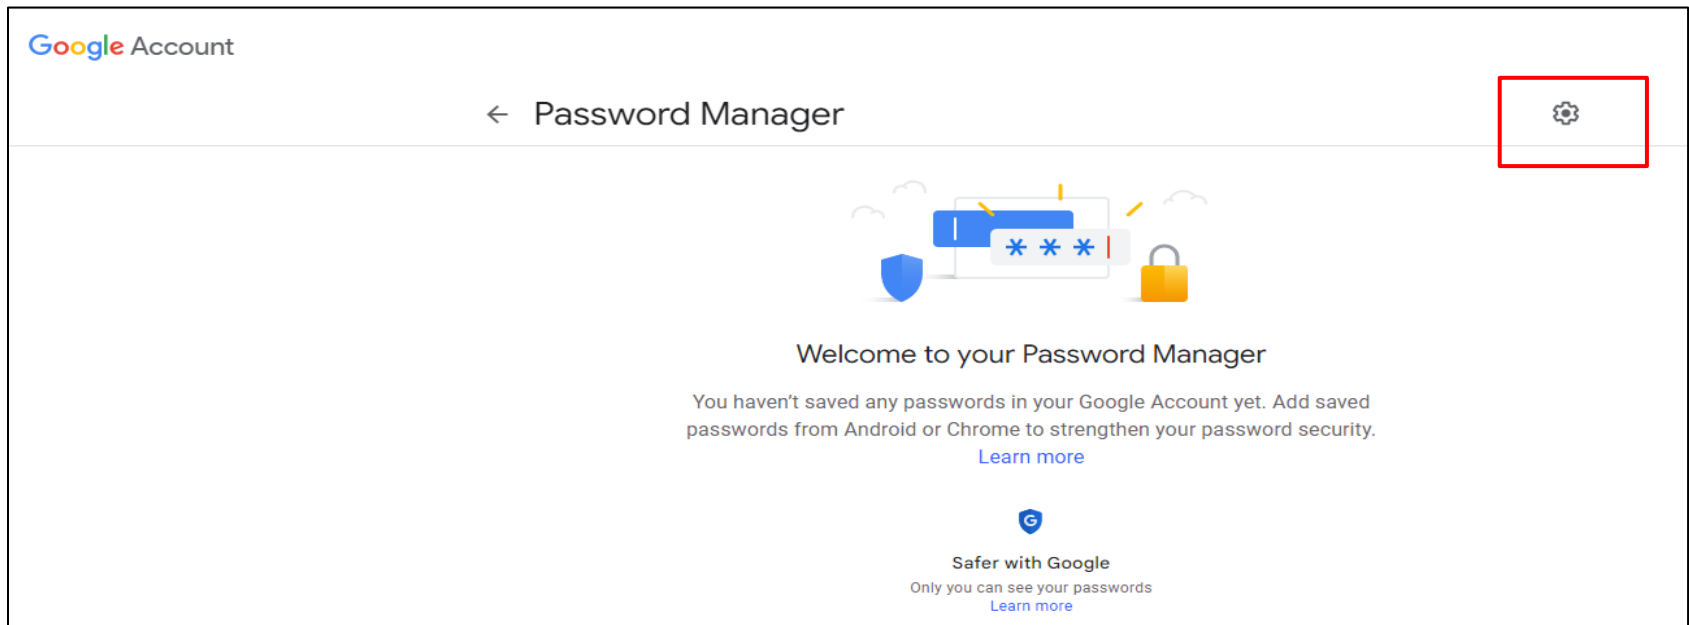 Google Account
Password Manager
***
Welcome to your Password Manager
You haven't saved any passwords in your Google Account yet. Add saved
passwords from Android or Chrome to strengthen your password security.
Learn more
G
Safer with Google
Only you can see your passwords
Learn more